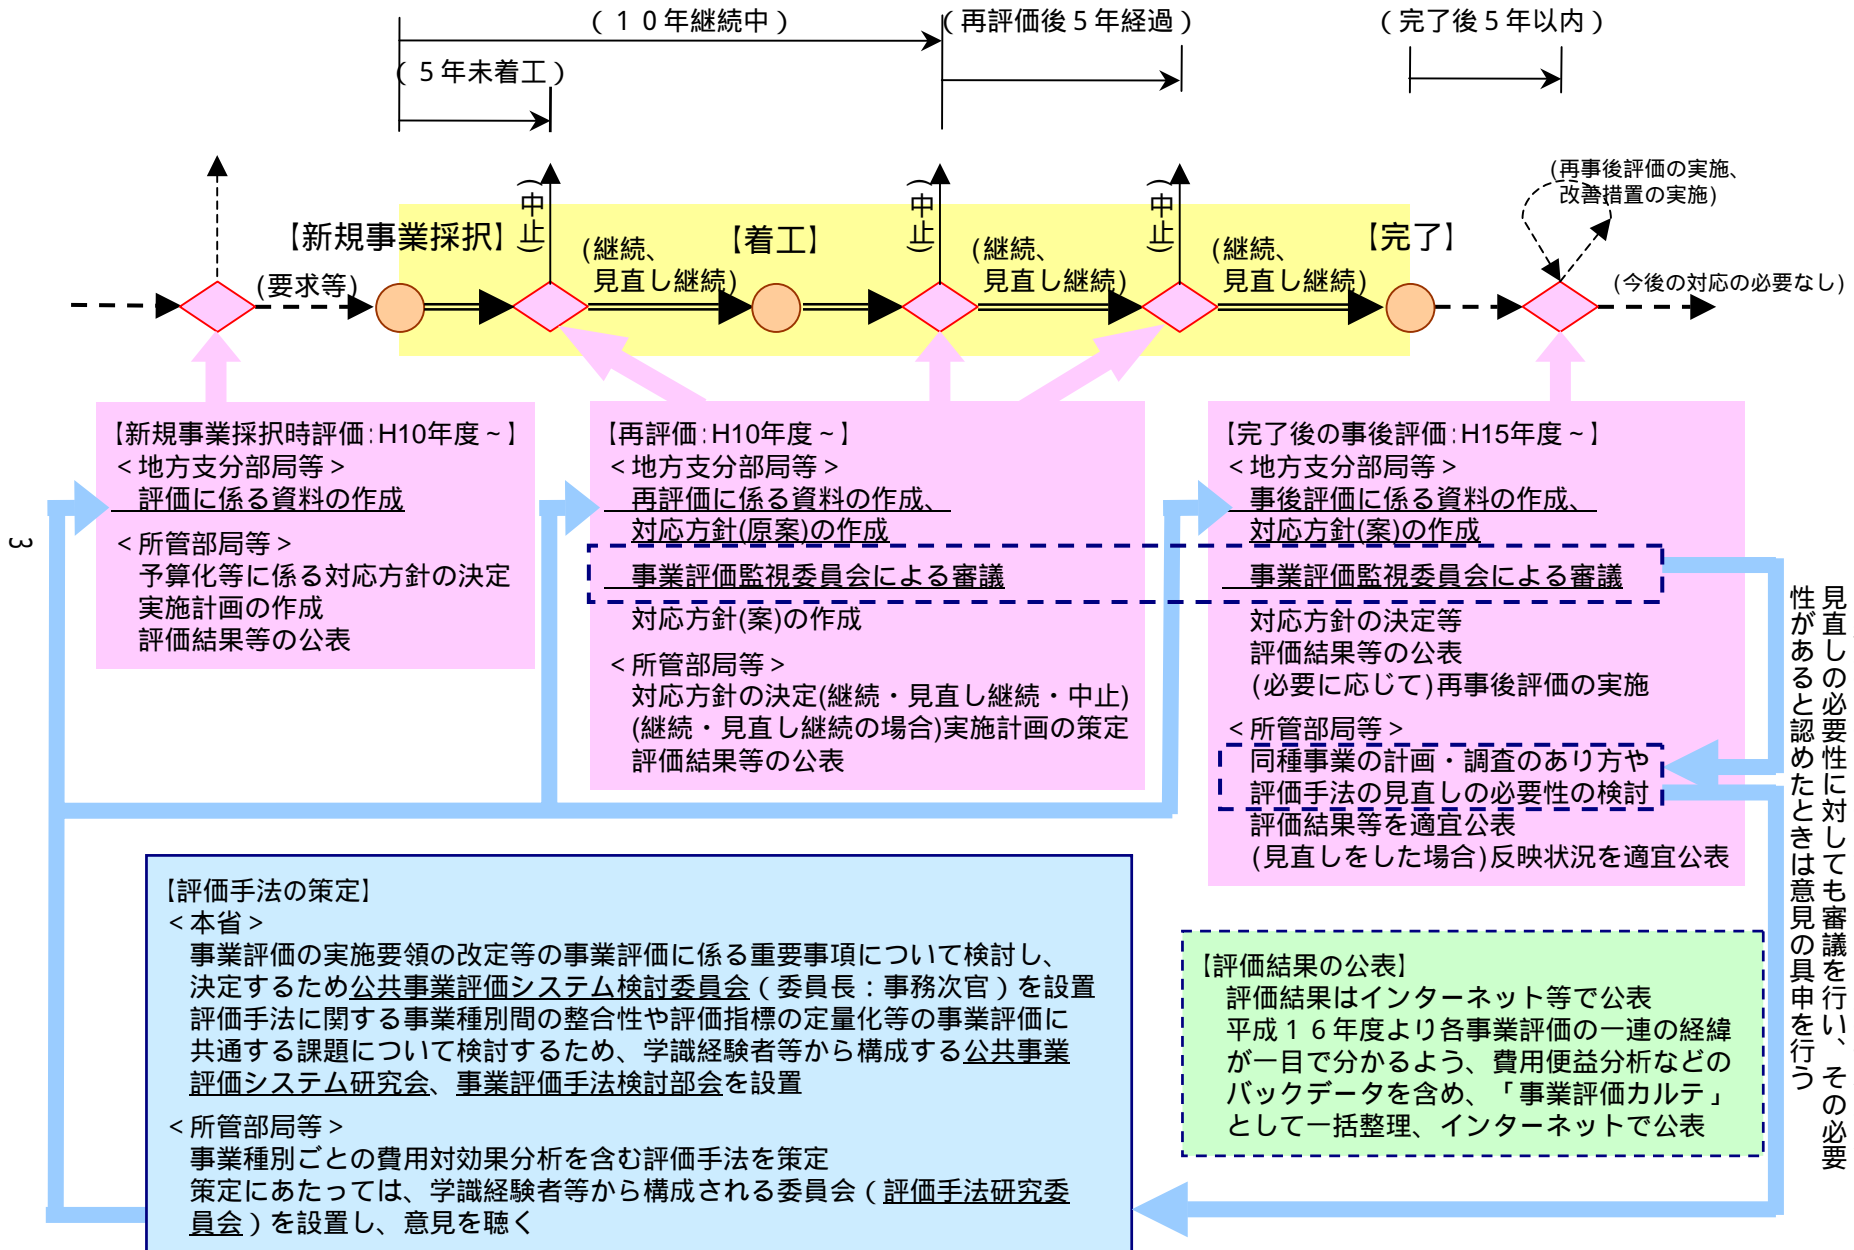 (１０年継続中)
(再評価後５年経過)
(完了後５年以内)
(５年未着工)
(再事後評価の実施、
改善措置の実施)
(中止)
(中止)
(中止)
【新規事業採択】
【着工】
【完了】
(継続、
見直し継続)
(継続、
見直し継続)
(継続、
見直し継続)
(要求等)
(今後の対応の必要なし)
【新規事業採択時評価:H10年度～】
＜地方支分部局等＞
評価に係る資料の作成
＜所管部局等＞
予算化等に係る対応方針の決定
実施計画の作成
評価結果等の公表
【再評価:H10年度～】
＜地方支分部局等＞
再評価に係る資料の作成、
対応方針(原案)の作成
事業評価監視委員会による審議
対応方針(案)の作成
＜所管部局等＞
対応方針の決定(継続・見直し継続・中止)
(継続・見直し継続の場合)実施計画の策定
評価結果等の公表
【完了後の事後評価:H15年度～】
＜地方支分部局等＞
事後評価に係る資料の作成、
対応方針(案)の作成
事業評価監視委員会による審議
対応方針の決定等
評価結果等の公表
(必要に応じて)再事後評価の実施
＜所管部局等＞
同種事業の計画・調査のあり方や
評価手法の見直しの必要性の検討
評価結果等を適宜公表
(見直しをした場合)反映状況を適宜公表
見直しの必要性に対しても審議を行い、その必要
性があると認めたときは意見の具申を行う
【評価手法の策定】
＜本省＞
事業評価の実施要領の改定等の事業評価に係る重要事項について検討し、
決定するため公共事業評価システム検討委員会（委員長：事務次官）を設置
評価手法に関する事業種別間の整合性や評価指標の定量化等の事業評価に
共通する課題について検討するため、学識経験者等から構成する公共事業
評価システム研究会、事業評価手法検討部会を設置
＜所管部局等＞
事業種別ごとの費用対効果分析を含む評価手法を策定
策定にあたっては、学識経験者等から構成される委員会（評価手法研究委
員会）を設置し、意見を聴く
【評価結果の公表】
評価結果はインターネット等で公表
平成１６年度より各事業評価の一連の経緯
が一目で分かるよう、費用便益分析などの
バックデータを含め、「事業評価カルテ」
として一括整理、インターネットで公表
3